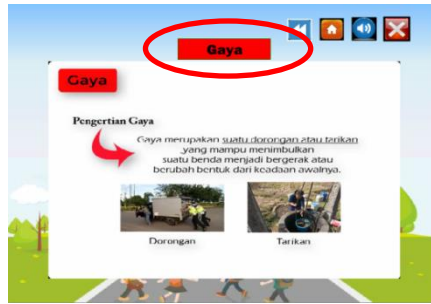 Gaya
Gaya
Pengertian Gaya
Gaya merupakan suatu dorongan atau tarikan
yang mampu menimbulkan
suatu benda menjadi bergerak atau
berubah bentuk dari keadaan awalnya.
Dorongan
Tarikan